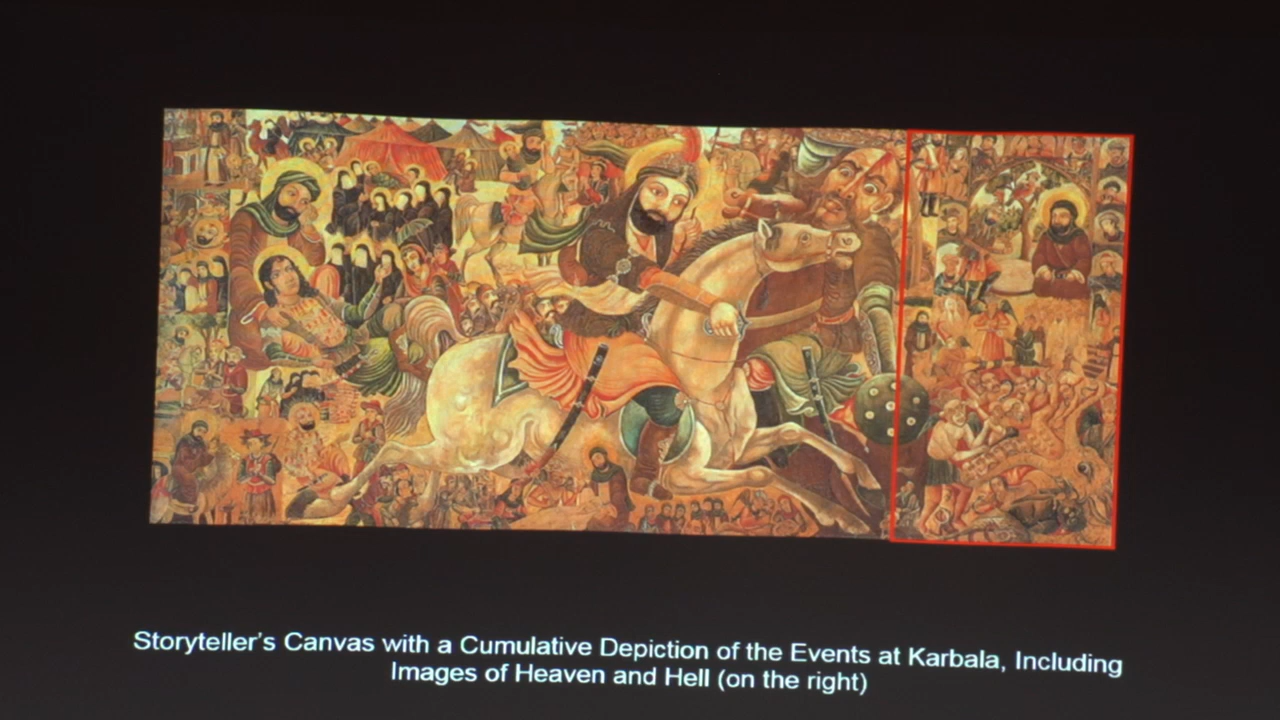 Storyteller's Canvas with a Cumulative Depiction of the Events at Karbala, Including
Images of Heaven and Hell (on the right)